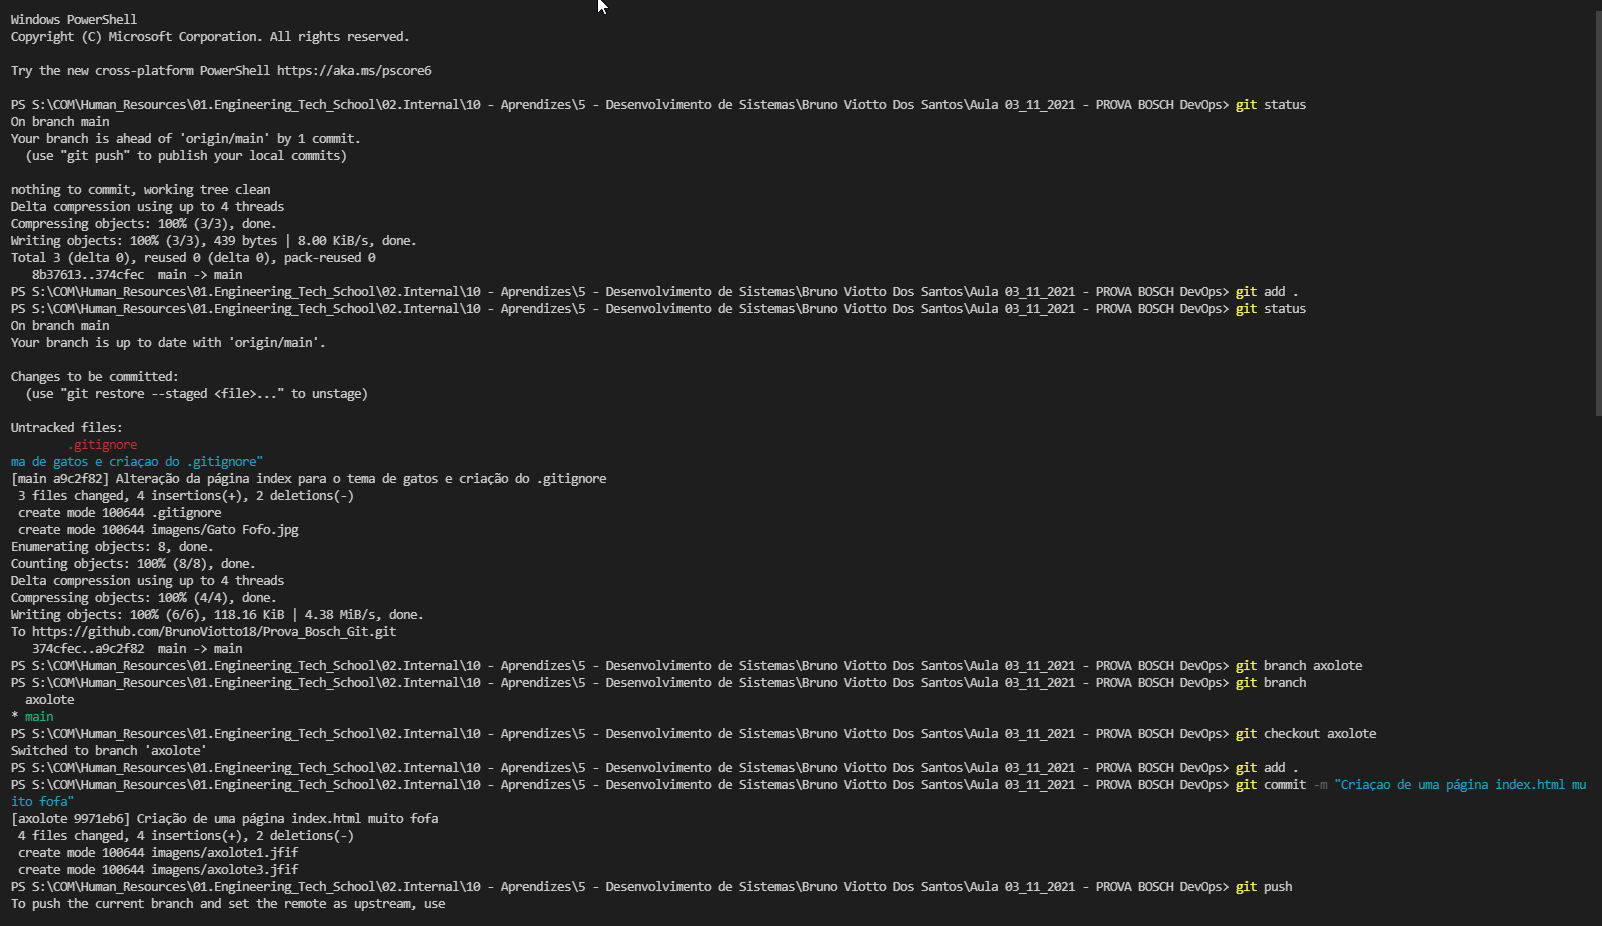 Windows PowerShell
Copyright (C) Microsoft Corporation. All rights reserved.
Try the new cross-platform PowerShell https://aka.ms/pscore6
PS S:\COM\Human_Resources\01.Engineering_Tech_School\02.Internal\10 - Aprendizes\5 - Desenvolvimento de Sistemas\Bruno Viotto Dos Santos\Aula 03_11_2021 - PROVA BOSCH DevOps> git status
On branch main
Your branch is ahead of 'origin/main' by 1 commit.
  (use "git push" to publish your local commits)
nothing to commit, working tree clean
Delta compression using up to 4 threads
Compressing objects: 100% (3/3), done.
Writing objects: 100% (3/3), 439 bytes | 8.00 KiB/s, done.
Total 3 (delta 0), reused 0 (delta 0), pack-reused 0
   8b37613..374cfec  main -> main
PS S:\COM\Human_Resources\01.Engineering_Tech_School\02.Internal\10 - Aprendizes\5 - Desenvolvimento de Sistemas\Bruno Viotto Dos Santos\Aula 03_11_2021 - PROVA BOSCH DevOps> git add .
PS S:\COM\Human_Resources\01.Engineering_Tech_School\02.Internal\10 - Aprendizes\5 - Desenvolvimento de Sistemas\Bruno Viotto Dos Santos\Aula 03_11_2021 - PROVA BOSCH DevOps> git status
On branch main
Your branch is up to date with 'origin/main'.
Changes to be committed:
  (use "git restore --staged <file>..." to unstage)
Untracked files:
        .gitignore
ma de gatos e criaçao do .gitignore"
[main a9c2f82] Alteração da página index para o tema de gatos e criação do .gitignore
 3 files changed, 4 insertions(+), 2 deletions(-)
 create mode 100644 .gitignore
 create mode 100644 imagens/Gato Fofo.jpg
Enumerating objects: 8, done.
Counting objects: 100% (8/8), done.
Delta compression using up to 4 threads
Compressing objects: 100% (4/4), done.
Writing objects: 100% (6/6), 118.16 KiB | 4.38 MiB/s, done.
To https://github.com/BrunoViotto18/Prova_Bosch_Git.git
   374cfec..a9c2f82  main -> main
PS S:\COM\Human_Resources\01.Engineering_Tech_School\02.Internal\10 - Aprendizes\5 - Desenvolvimento de Sistemas\Bruno Viotto Dos Santos\Aula 03_11_2021 - PROVA BOSCH DevOps> git branch axolote
PS S:\COM\Human_Resources\01.Engineering_Tech_School\02.Internal\10 - Aprendizes\5 - Desenvolvimento de Sistemas\Bruno Viotto Dos Santos\Aula 03_11_2021 - PROVA BOSCH DevOps> git branch
  axolote
* main
PS S:\COM\Human_Resources\01.Engineering_Tech_School\02.Internal\10 - Aprendizes\5 - Desenvolvimento de Sistemas\Bruno Viotto Dos Santos\Aula 03_11_2021 - PROVA BOSCH DevOps> git checkout axolote
Switched to branch 'axolote'
PS S:\COM\Human_Resources\01.Engineering_Tech_School\02.Internal\10 - Aprendizes\5 - Desenvolvimento de Sistemas\Bruno Viotto Dos Santos\Aula 03_11_2021 - PROVA BOSCH DevOps> git add .
PS S:\COM\Human_Resources\01.Engineering_Tech_School\02.Internal\10 - Aprendizes\5 - Desenvolvimento de Sistemas\Bruno Viotto Dos Santos\Aula 03_11_2021 - PROVA BOSCH DevOps> git commit -m "Criaçao de uma página index.html mu
ito fofa"
[axolote 9971eb6] Criação de uma página index.html muito fofa
 4 files changed, 4 insertions(+), 2 deletions(-)
 create mode 100644 imagens/axolote1.jfif
 create mode 100644 imagens/axolote3.jfif
PS S:\COM\Human_Resources\01.Engineering_Tech_School\02.Internal\10 - Aprendizes\5 - Desenvolvimento de Sistemas\Bruno Viotto Dos Santos\Aula 03_11_2021 - PROVA BOSCH DevOps> git push
To push the current branch and set the remote as upstream, use